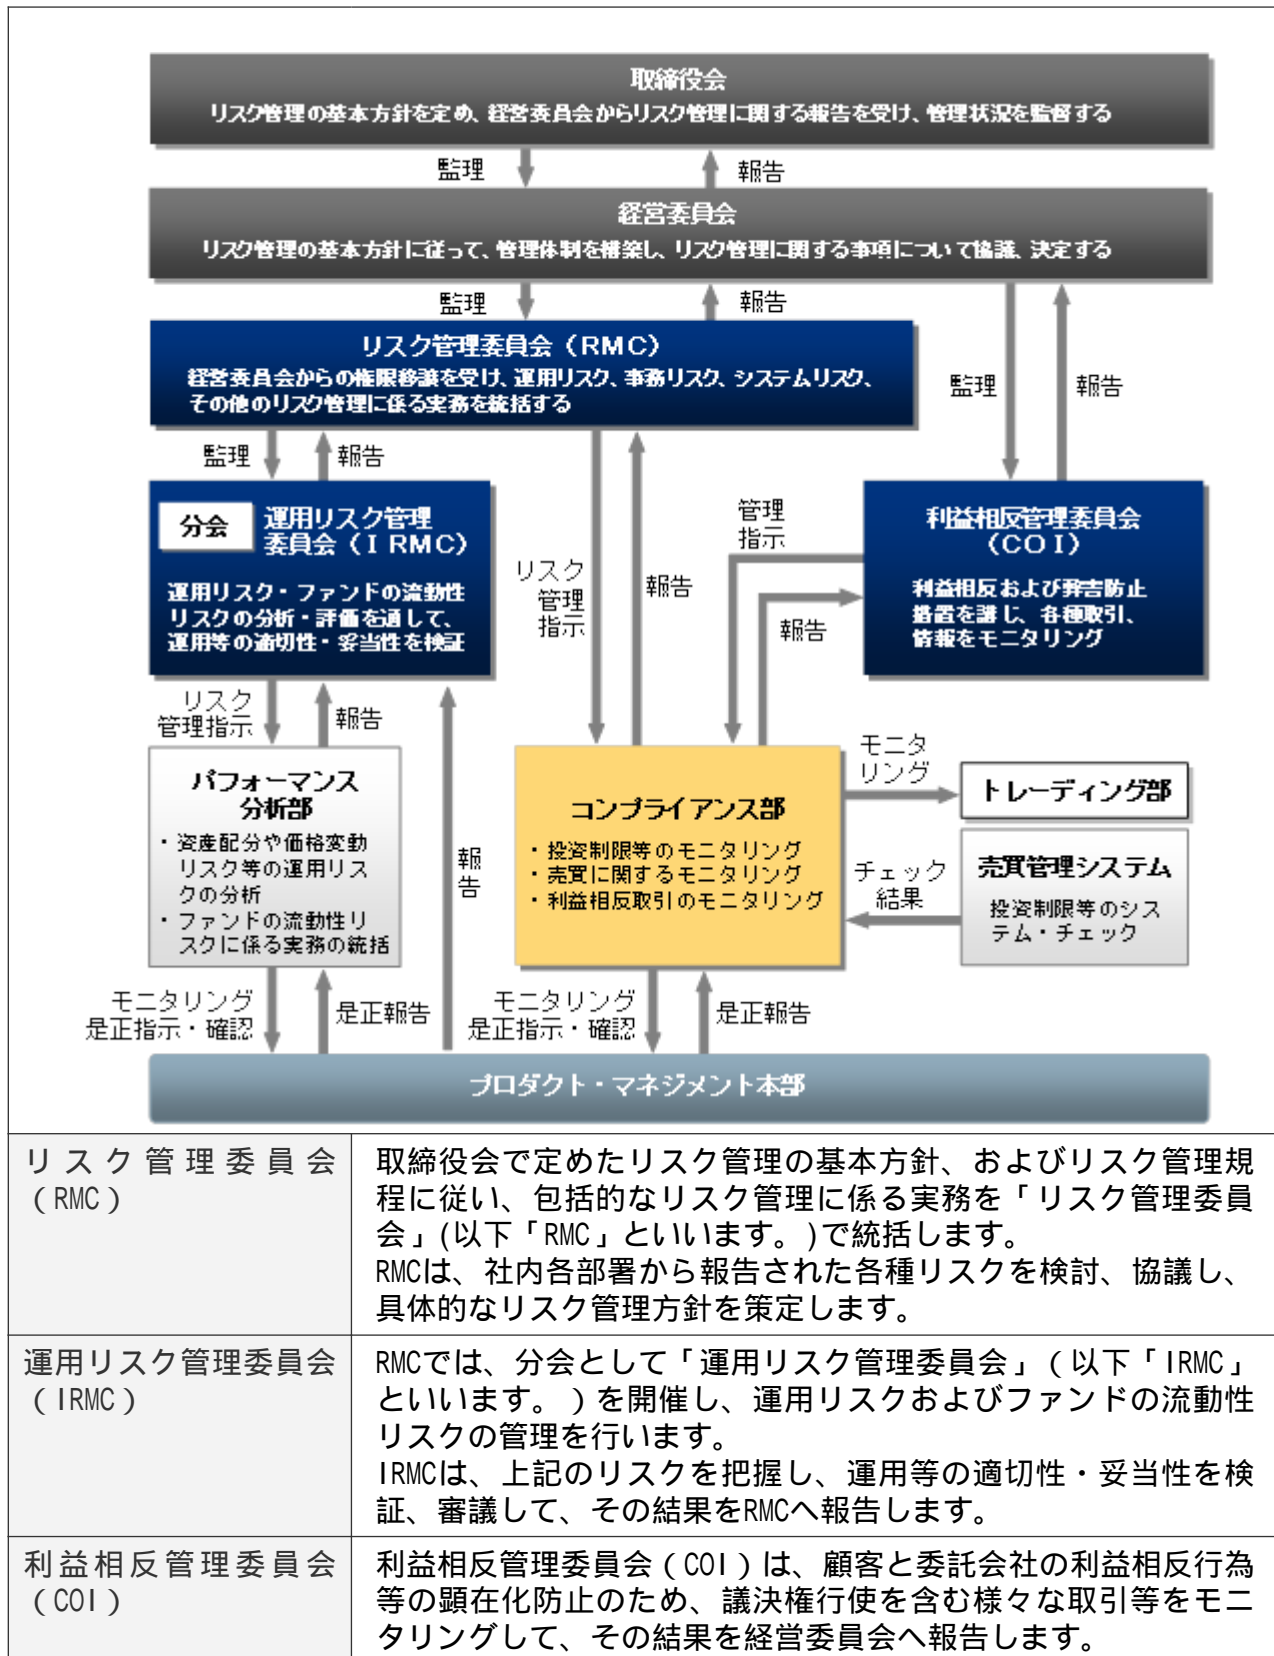 取締役会
リスク管理の基本方針を定め、経営委員会からリスク管理に関する報告を受け、管理状況を監督する
監理
報告
経営委員会
リスク管理の基本方針に従って、管理体制を構築し、リスク管理に関する事項について協議、決定する
監理
報告
リスク管理委員会（RMC）
経営委員会からの権限移譲を受け、運用リスク、事務リスク、システムリスク、
その他のリスク管理に係る実務を統括する
監理
報告
監理
報告
分会
運用リスク管理
委員会（IRMC）
運用リスク・ファンドの流動性
リスクの分析・評価を通して、
運用等の適切性・妥当性を検証
リスク
管理
指示
報告
管理
指示
報告
利益相反管理委員会
（COI）
利益相反および弊害防止
措置を講じ、各種取引、
情報をモニタリング
リスク
管理指示
報告
パフォーマンス
分析部
・資産配分や価格変動
リスク等の運用リス
クの分析
・ファンドの流動性リ
スクに係る実務の統括
報
告
コンプライアンス部
・投資制限等のモニタリング
・売買に関するモニタリング
・利益相反取引のモニタリング
モニタ
リング
トレーディング部
チェック
結果
売買管理システム
投資制限等のシス
テム・チェック
モニタリング
是正指示・確認
是正報告
モニタリング
是正指示・確認
是正報告
プロダクト・マネジメント本部
リスク管理委員会
（RMC）
取締役会で定めたリスク管理の基本方針、およびリスク管理規
程に従い、包括的なリスク管理に係る実務を「リスク管理委員
会」(以下「RMC」といいます。)で統括します。
RMCは、社内各部署から報告された各種リスクを検討、協議し、
具体的なリスク管理方針を策定します。
運用リスク管理委員会
（IRMC）
RMCでは、分会として「運用リスク管理委員会」（以下「IRMC」
といいます。）を開催し、運用リスクおよびファンドの流動性
リスクの管理を行います。
IRMCは、上記のリスクを把握し、運用等の適切性・妥当性を検
証、審議して、その結果をRMCへ報告します。
利益相反管理委員会
（COI）
利益相反管理委員会（COI）は、顧客と委託会社の利益相反行為
等の顕在化防止のため、議決権行使を含む様々な取引等をモニ
タリングして、その結果を経営委員会へ報告します。